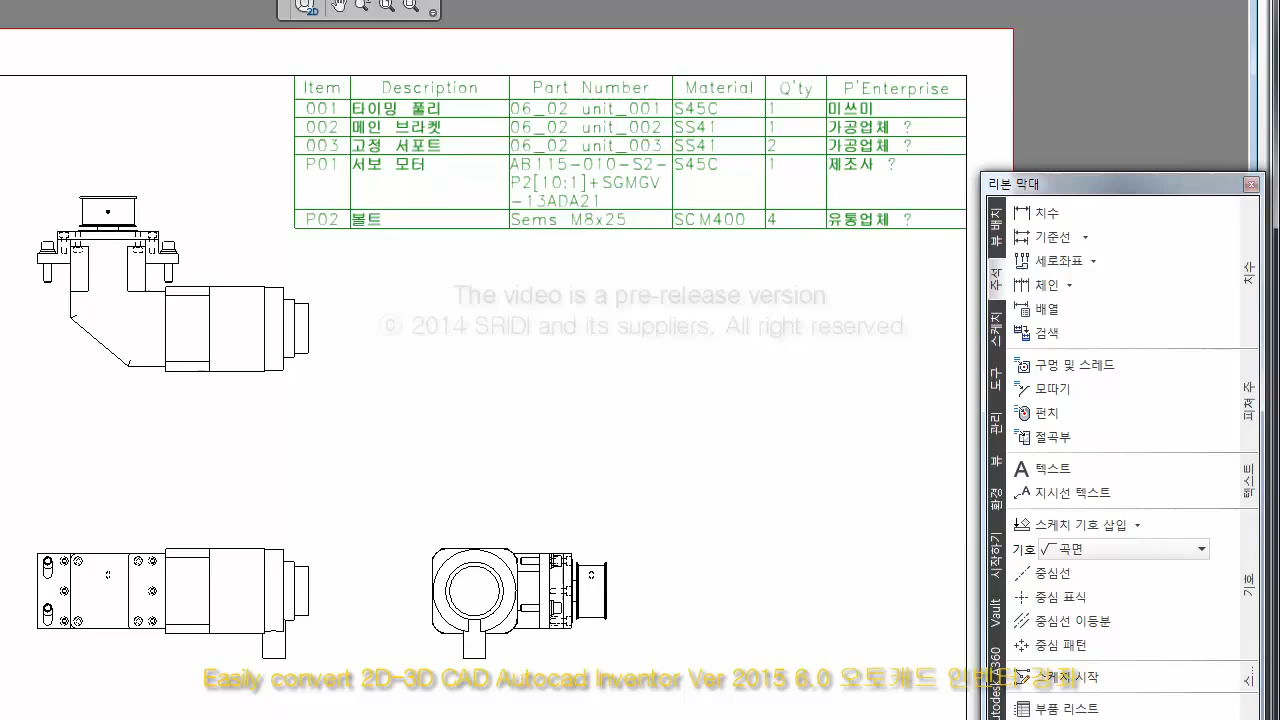 2D
Item Description Part Number Material Q'ty P'Enterprise
001 타이밍 풀리 06_02 unit_001 S45C 1 미쓰미
002 메인 브라켓 06_02 unit_002 SS41 1 가공업체 ?
003 고정 서포트 06_02 unit_003 SS41 2 가공업체 ?
P01 서보 모터 AB115-010-S2- S45C 1 제조사 ?
P2[10:1]+SGMGV
-13ADA21
P02 볼트 Sems M8x25 SCM400 4 유통업체 ?
The video is a pre-release version
ⓒ 2014 SRIDI and its suppliers. All right reserved
리본 막대
뷰 배치
주석
스케치
도구
관리
뷰
환경
시작하기
Vault
Autodesk A360
치수
기준선
세로좌표
체인
배열
검색
치수
구멍 및 스레드
모따기
펀치
절곡부
피쳐 주
텍스트
지시선 텍스트
텍스트
스케치 기호 삽입
기호 곡면
중심선
중심 표식
중심선 이등분
중심 패턴
기호
스케치 시작
스...
부품 리스트
Easily convert 2D-3D CAD Autocad Inventor Ver 2015 6.0 오토캐드 인벤터 강좌